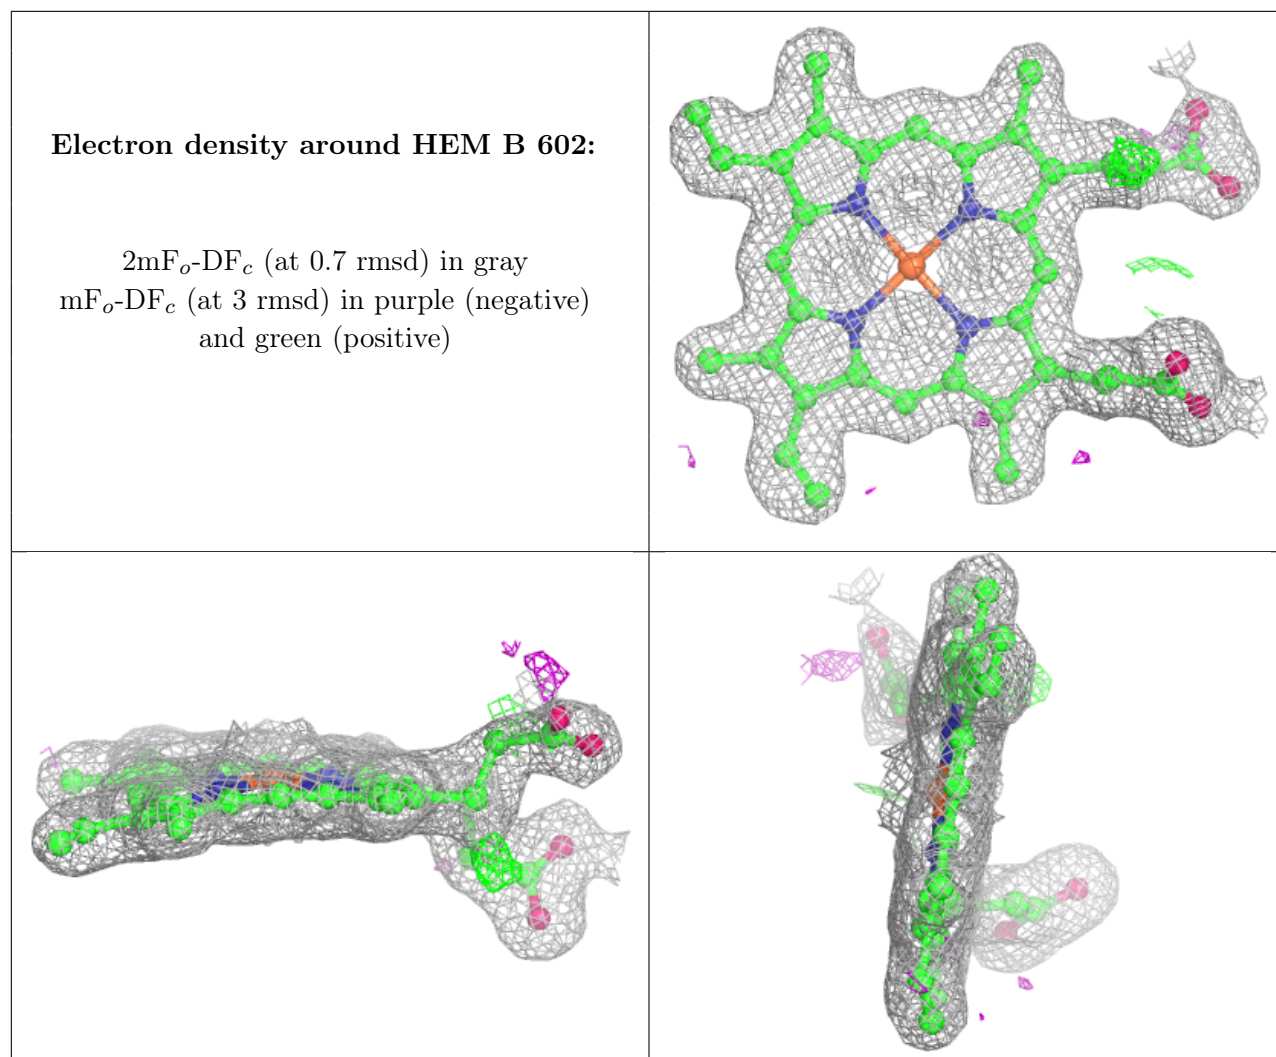 Electron density around HEM B 602:
2mFₒ-DF𝒸 (at 0.7 rmsd) in gray
mFₒ-DF𝒸 (at 3 rmsd) in purple (negative)
and green (positive)